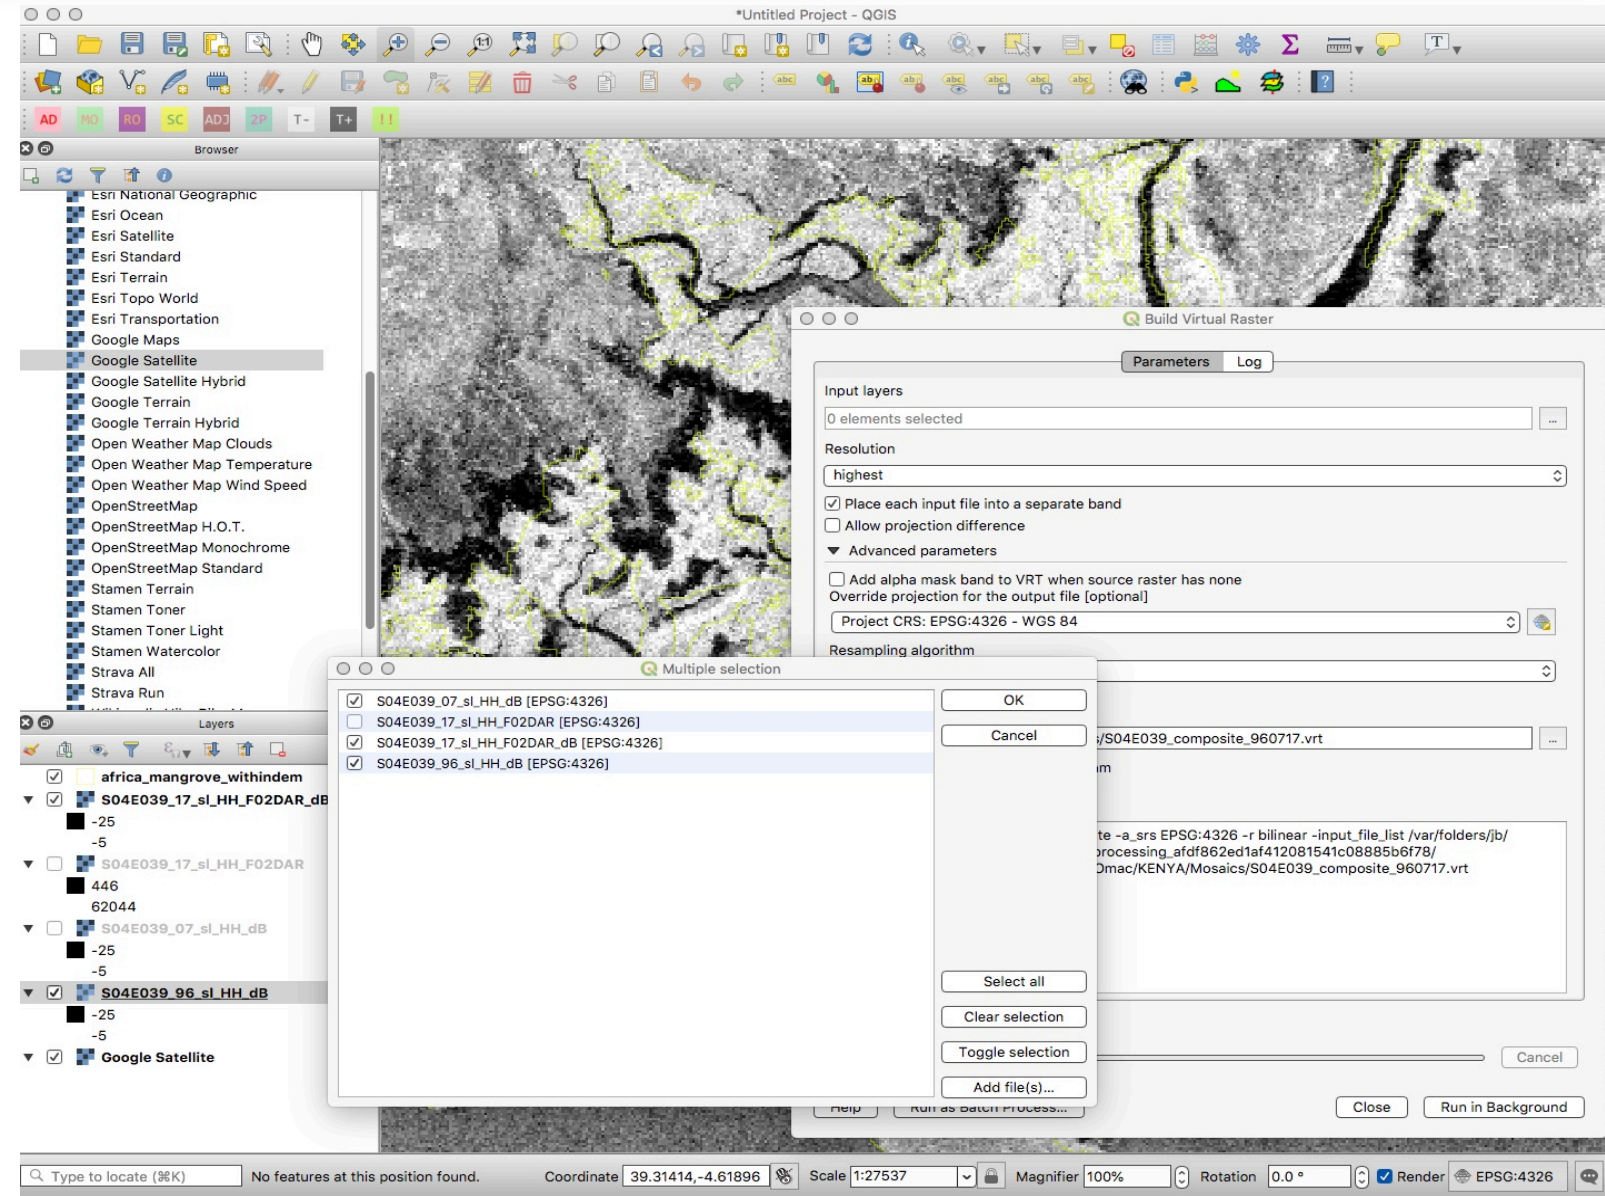 *Untitled Project - QGIS
1:1
abc
T
AD MO RO SC ADJ 2P T- T+ !!
Browser
Esri National Geographic
Esri Ocean
Esri Satellite
Esri Standard
Esri Terrain
Esri Topo World
Esri Transportation
Google Maps
Google Satellite
Google Satellite Hybrid
Google Terrain
Google Terrain Hybrid
Open Weather Map Clouds
Open Weather Map Temperature
Open Weather Map Wind Speed
OpenStreetMap
OpenStreetMap H.O.T.
OpenStreetMap Monochrome
OpenStreetMap Standard
Stamen Terrain
Stamen Toner
Stamen Toner Light
Stamen Watercolor
Strava All
Strava Run
Layers
africa_mangrove_withindem
S04E039_17_sl_HH_F02DAR_dB
-25
-5
S04E039_17_sl_HH_F02DAR
446
62044
S04E039_07_sl_HH_dB
-25
-5
S04E039_96_sl_HH_dB
-25
-5
Google Satellite
Build Virtual Raster
Parameters Log
Input layers
0 elements selected
...
Resolution
highest
Place each input file into a separate band
Allow projection difference
Advanced parameters
Add alpha mask band to VRT when source raster has none
Override projection for the output file [optional]
Project CRS: EPSG:4326 - WGS 84
Resampling algorithm
/S04E039_composite_960717.vrt
...
te -a_srs EPSG:4326 -r bilinear -input_file_list /var/folders/jb/
processing_afdf862ed1af412081541c08885b6f78/
Omac/KENYA/Mosaics/S04E039_composite_960717.vrt
Cancel
Help Run as Batch Process... Close Run in Background
Multiple selection
S04E039_07_sl_HH_dB [EPSG:4326]
S04E039_17_sl_HH_F02DAR [EPSG:4326]
S04E039_17_sl_HH_F02DAR_dB [EPSG:4326]
S04E039_96_sl_HH_dB [EPSG:4326]
OK
Cancel
Select all
Clear selection
Toggle selection
Add file(s)...
Type to locate (⌘K) No features at this position found. Coordinate 39.31414,-4.61896 Scale 1:27537 Magnifier 100% Rotation 0.0 ° Render EPSG:4326